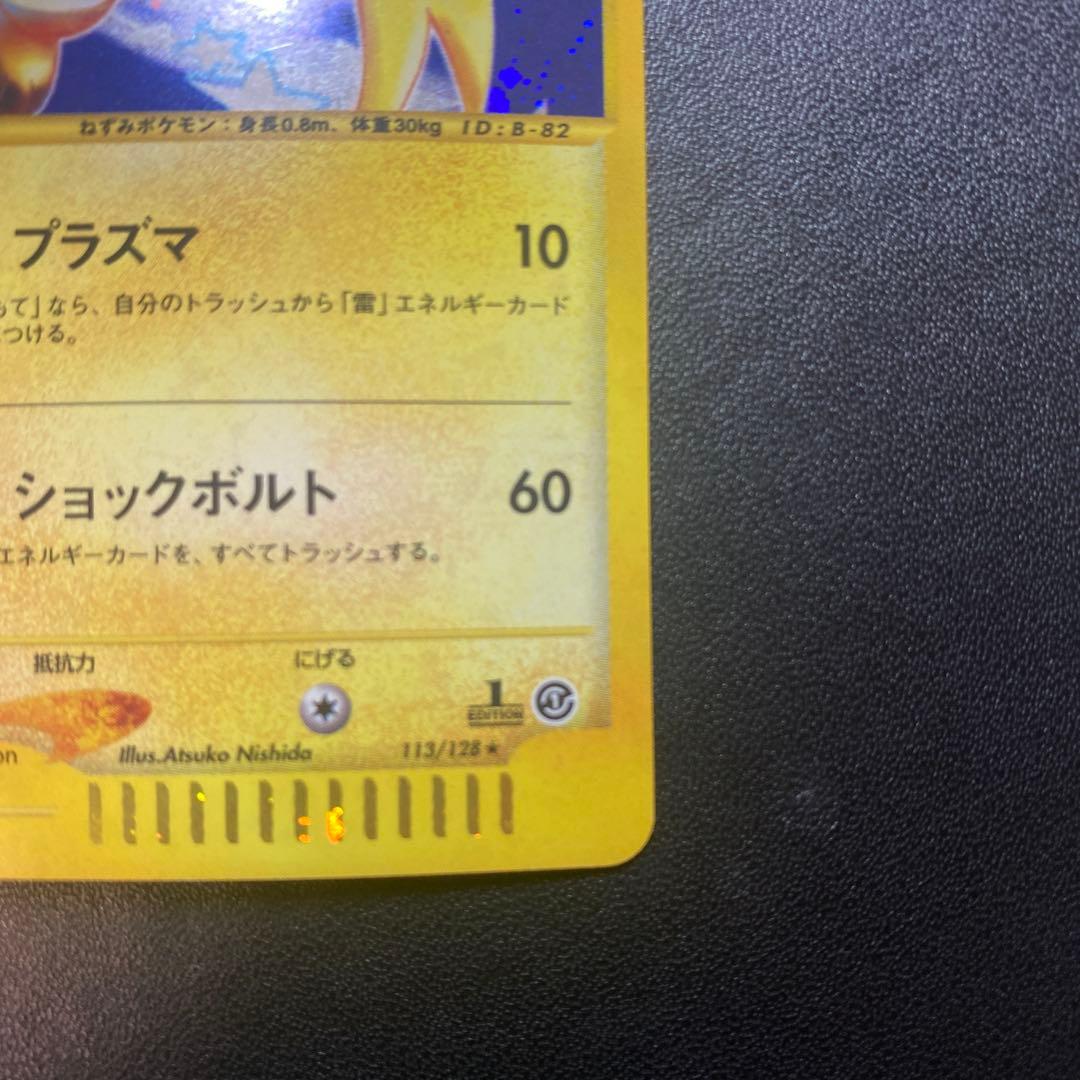 ねずみポケモン：身長0.8m、体重30kg ID：B-82
プラズマ 10
もて」なら、自分のトラッシュから「雷」エネルギーカード
つける。
ショックボルト 60
エネルギーカードを、すべてトラッシュする。
抵抗力 にげる
1 EDITION
on Illus.Atsuko Nishida 113/128★